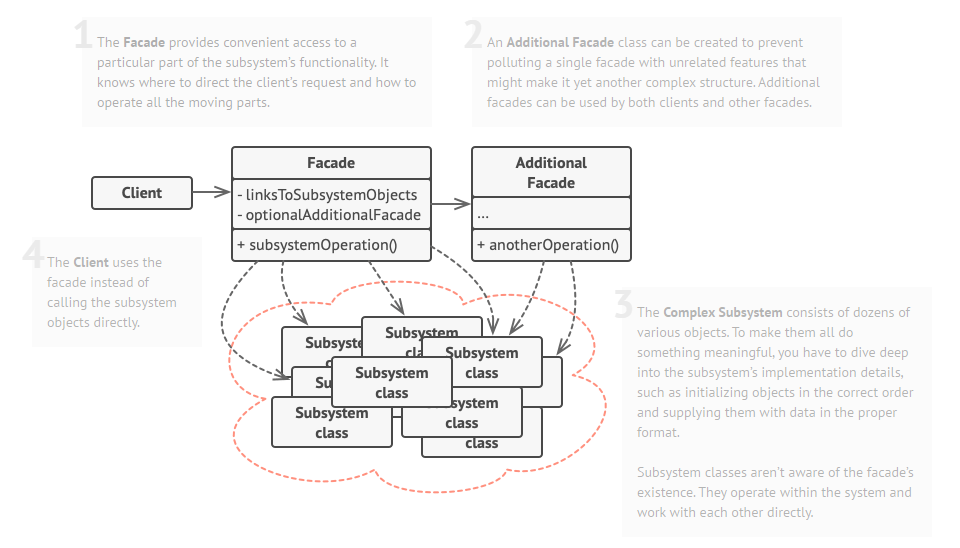 1
The Facade provides convenient access to a
particular part of the subsystem's functionality. It
knows where to direct the client's request and how to
operate all the moving parts.
2
An Additional Facade class can be created to prevent
polluting a single facade with unrelated features that
might make it yet another complex structure. Additional
facades can be used by both clients and other facades.
Client
Facade
- linksToSubsystemObjects
- optionalAdditionalFacade
+ subsystemOperation()
Additional
Facade
...
+ anotherOperation()
4
The Client uses the
facade instead of
calling the subsystem
objects directly.
3
The Complex Subsystem consists of dozens of
various objects. To make them all do
something meaningful, you have to dive deep
into the subsystem's implementation details,
such as initializing objects in the correct order
and supplying them with data in the proper
format.
Subsystem classes aren't aware of the facade's
existence. They operate within the system and
work with each other directly.
Subsystem
Subsystem
class
Subsystem
class
Subsystem
class
class
class